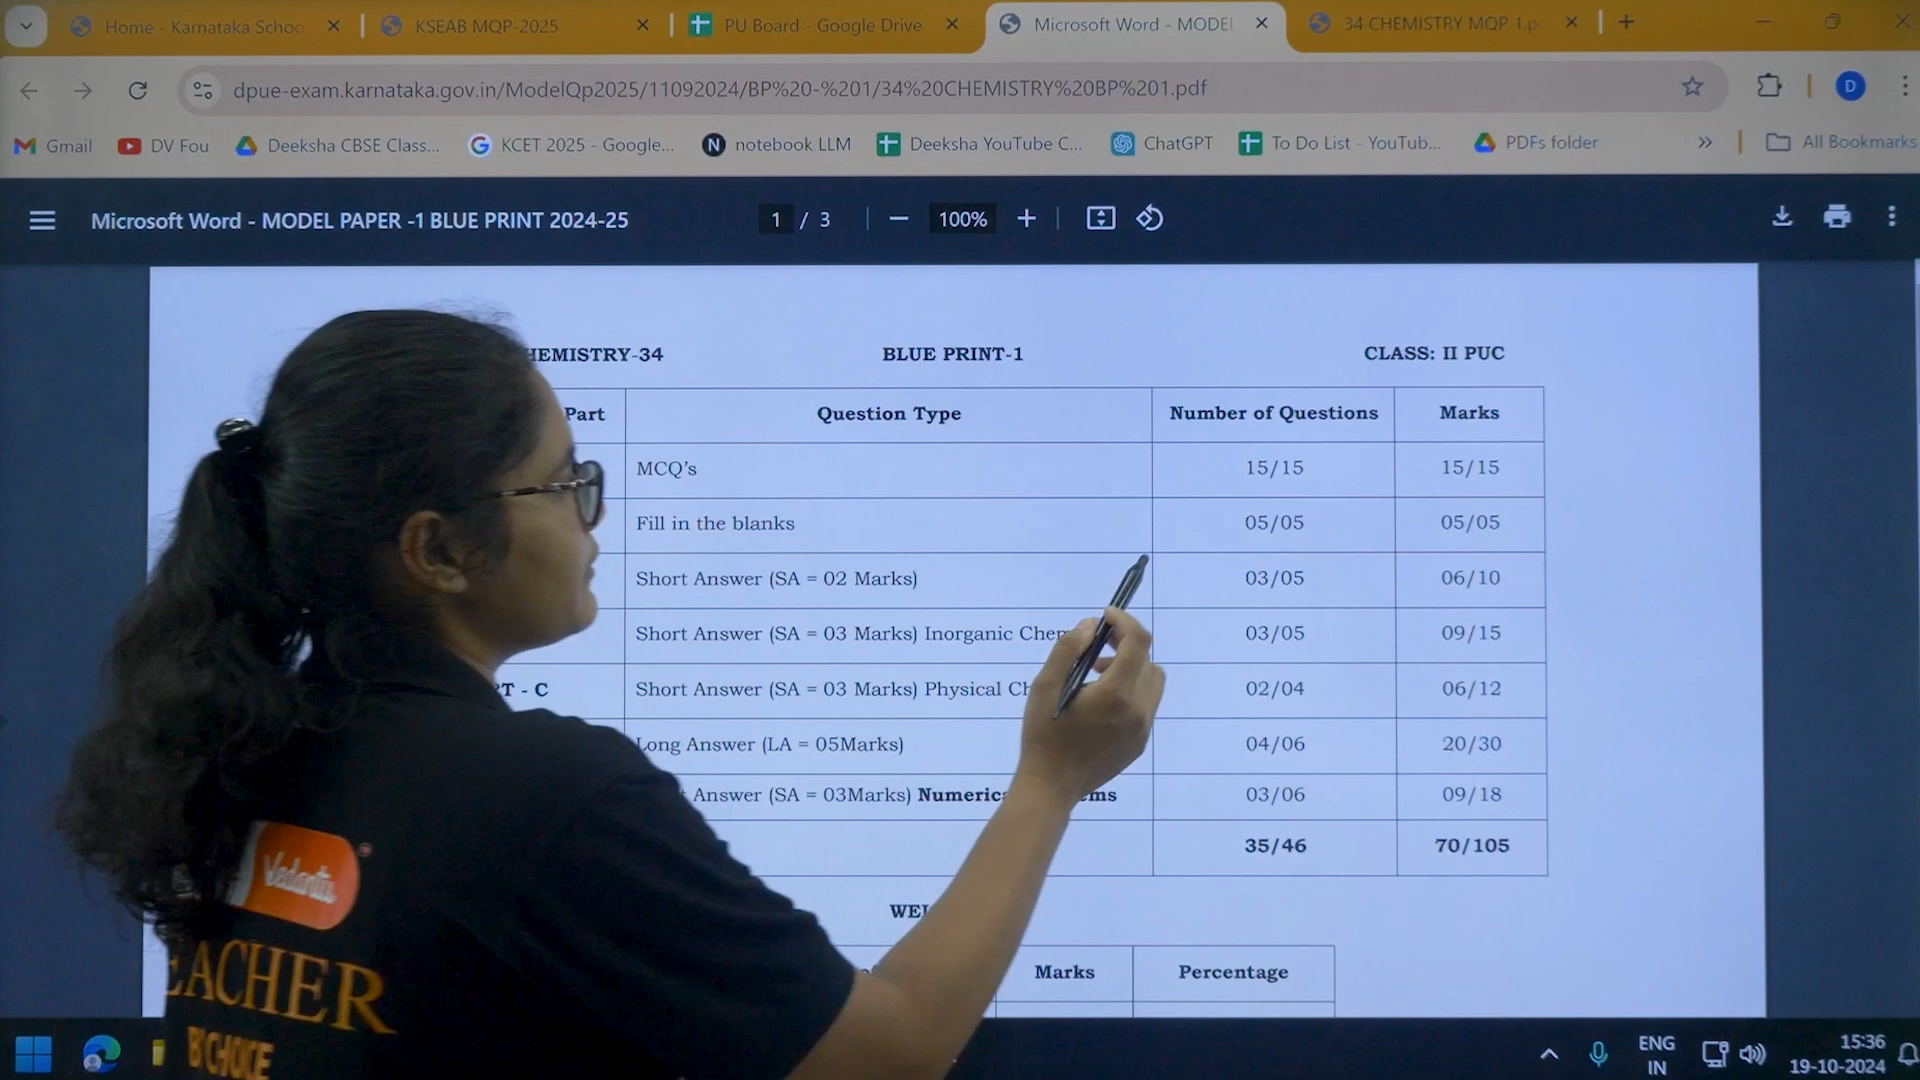 Home - Karnataka Schoo
KSEAB MQP-2025
PU Board - Google Drive
Microsoft Word - MODEL
34 CHEMISTRY MQP 1.p
dpue-exam.karnataka.gov.in/ModelQp2025/11092024/BP%20-%201/34%20CHEMISTRY%20BP%201.pdf
D
Gmail
DV Fou
Deeksha CBSE Class...
KCET 2025 - Google...
notebook LLM
Deeksha YouTube C...
ChatGPT
To Do List - YouTub...
PDFs folder
All Bookmarks
Microsoft Word - MODEL PAPER -1 BLUE PRINT 2024-25
1 / 3
100%
HEMISTRY-34 BLUE PRINT-1 CLASS: II PUC
Part Question Type Number of Questions Marks
MCQ's 15/15 15/15
Fill in the blanks 05/05 05/05
Short Answer (SA = 02 Marks) 03/05 06/10
Short Answer (SA = 03 Marks) Inorganic Chem 03/05 09/15
T - C Short Answer (SA = 03 Marks) Physical Ch 02/04 06/12
Long Answer (LA = 05Marks) 04/06 20/30
Answer (SA = 03Marks) Numerica ms 03/06 09/18
35/46 70/105
WEI
Marks Percentage
Vedantu
EACHER
B'CHOICE
ENG
IN
15:36
19-10-2024